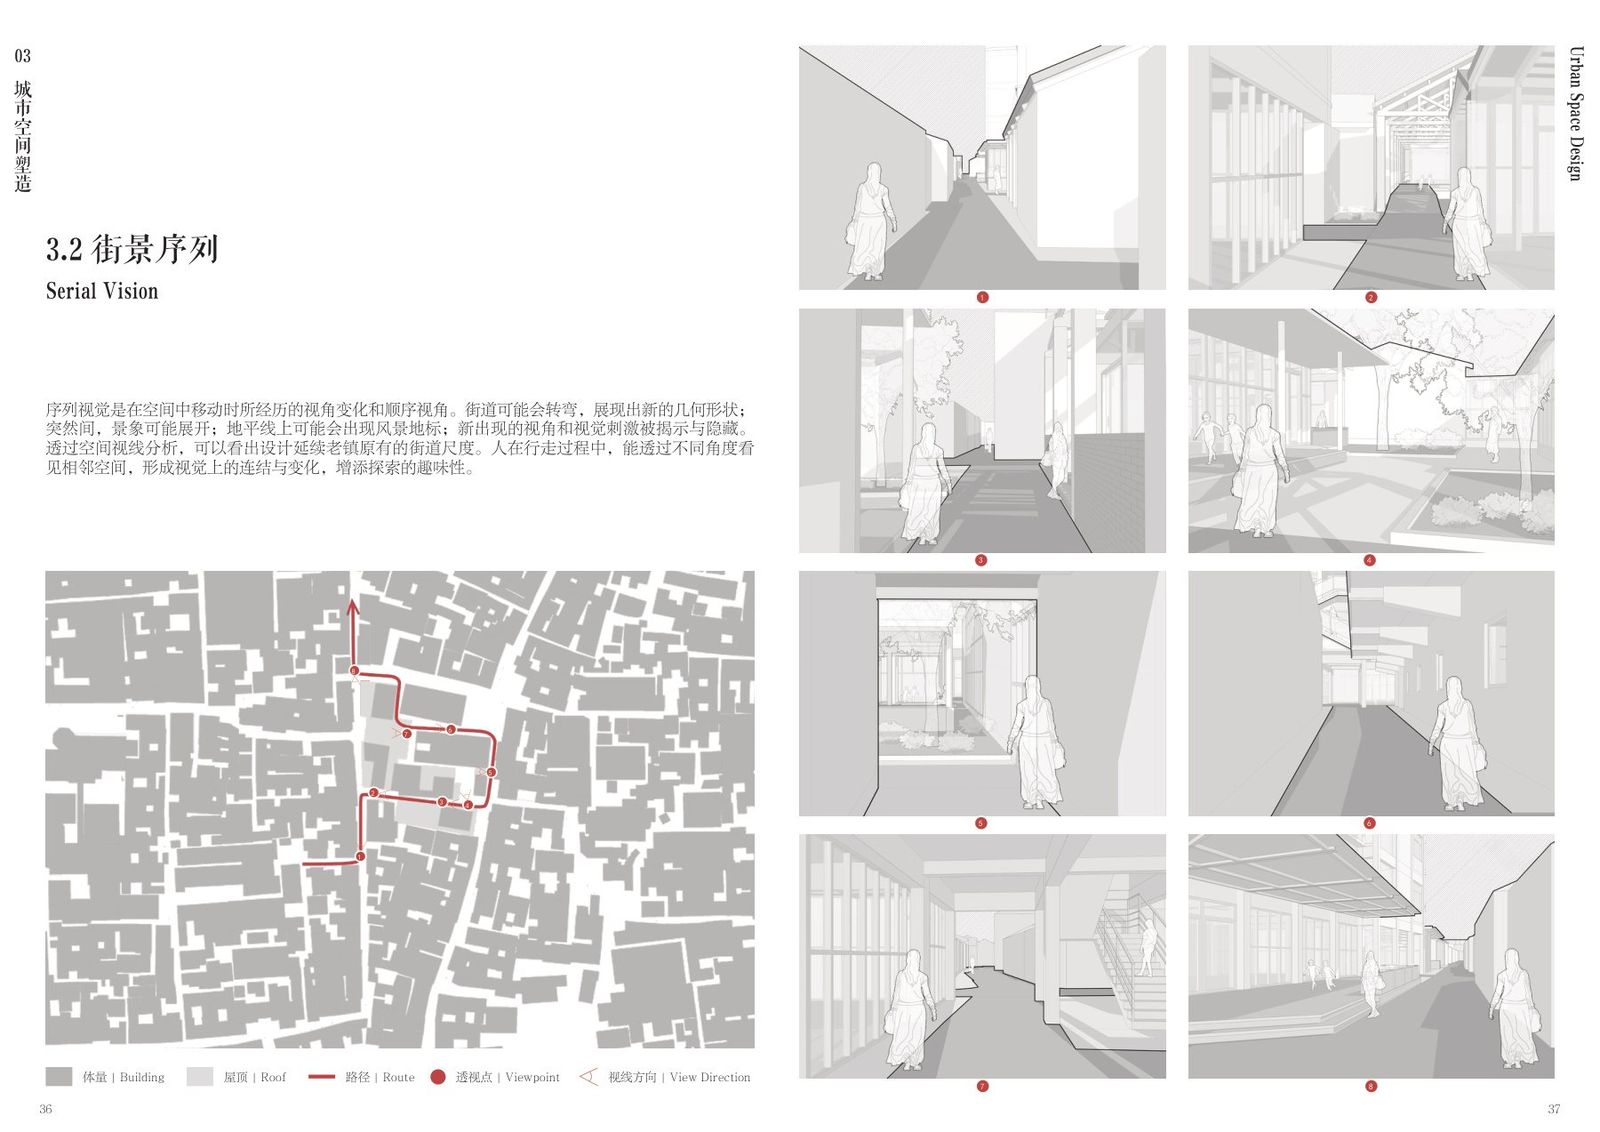 03 城市空间塑造
3.2 街景序列
Serial Vision
序列视觉是在空间中移动时所经历的视角变化和顺序视角。街道可能会转弯，展现出新的几何形状；
突然间，景象可能展开；地平线上可能会出现风景地标；新出现的视角和视觉刺激被揭示与隐藏。
透过空间视线分析，可以看出设计延续老镇原有的街道尺度。人在行走过程中，能透过不同角度看
见相邻空间，形成视觉上的连结与变化，增添探索的趣味性。
8
7
6
5
2
3
4
1
体量 | Building
屋顶 | Roof
路径 | Route
透视点 | Viewpoint
视线方向 | View Direction
36
1
2
3
4
5
6
7
8
Urban Space Design
37